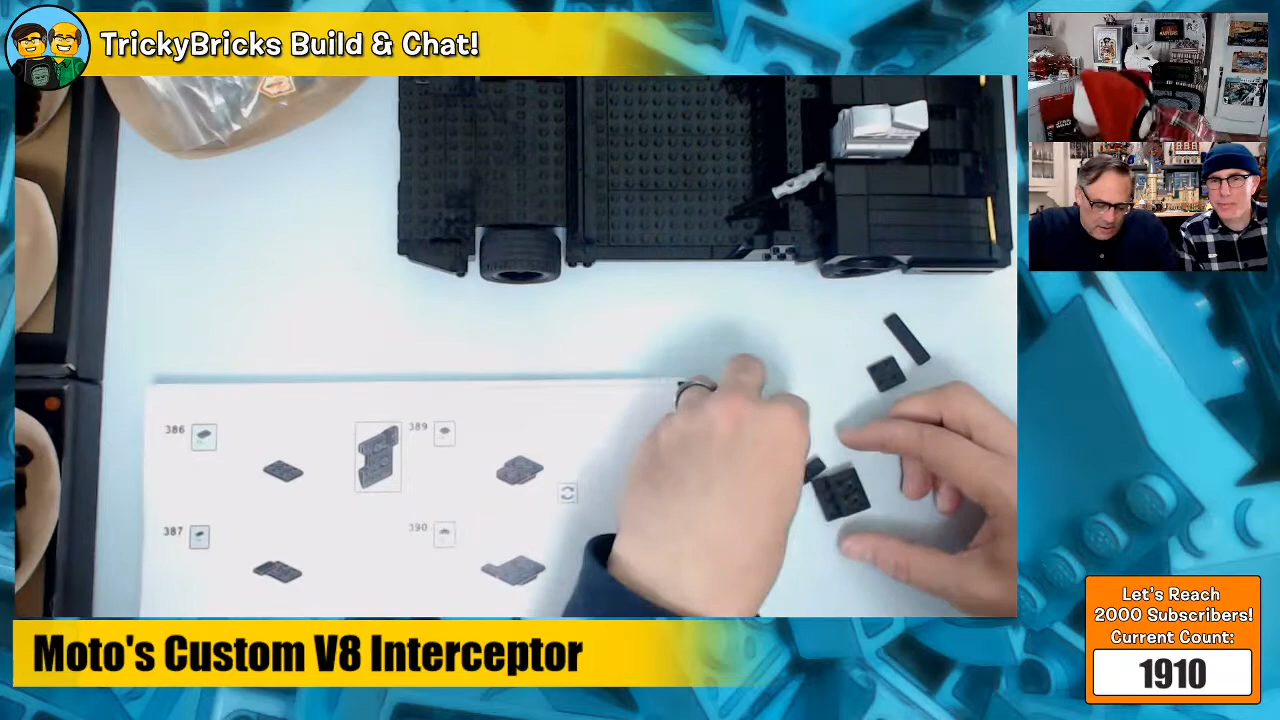 TrickyBricks Build & Chat!
386
389
387
390
Moto's Custom V8 Interceptor
Let's Reach
2000 Subscribers!
Current Count:
1910